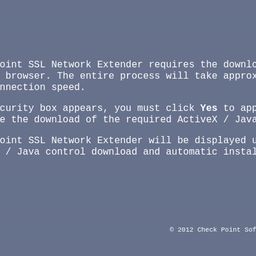 oint SSL Network Extender requires the downlo
browser. The entire process will take approx
nnection speed.
curity box appears, you must click Yes to app
e the download of the required ActiveX / Java
oint SSL Network Extender will be displayed u
/ Java control download and automatic instal
© 2012 Check Point Sof